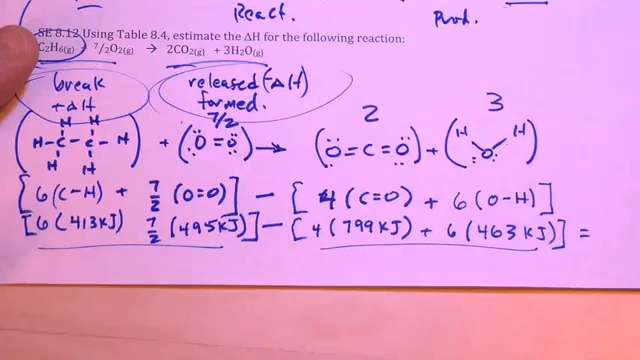 React. Prod.
SE 8.12 Using Table 8.4, estimate the ΔH for the following reaction:
C2H6(g) + 7/2O2(g) → 2CO2(g) + 3H2O(g)
break released (-ΔH)
+ΔH formed.
7/2 2 3
H H H H
H-C-C-H + (Ö=Ö) → (Ö=C=Ö) + ( O )
H H
[6(C-H) + 7/2 (O=O)] - [4(C=O) + 6(O-H)]
[6(413kJ) 7/2 (495kJ)] - [4(799kJ) + 6(463kJ)] =